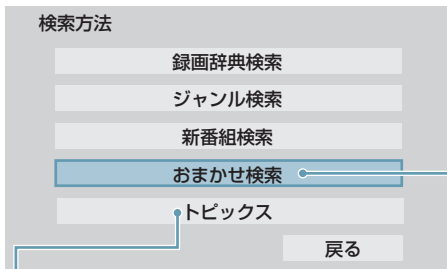 検索方法
録画辞典検索
ジャンル検索
新番組検索
おまかせ検索
トピックス
戻る